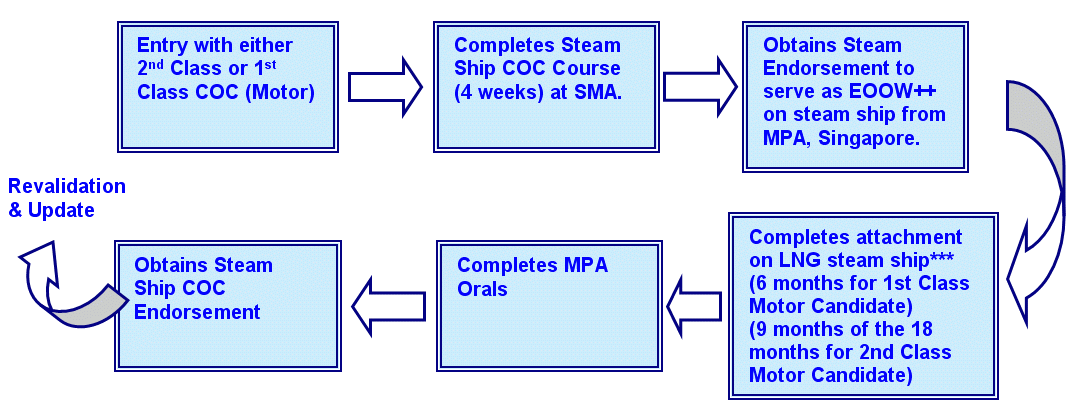 Entry with either
2nd Class or 1st
Class COC (Motor)
Completes Steam
Ship COC Course
(4 weeks) at SMA.
Obtains Steam
Endorsement to
serve as EOOW++
on steam ship from
MPA, Singapore.
Completes attachment
on LNG steam ship***
(6 months for 1st Class
Motor Candidate)
(9 months of the 18
months for 2nd Class
Motor Candidate)
Completes MPA
Orals
Obtains Steam
Ship COC
Endorsement
Revalidation
& Update